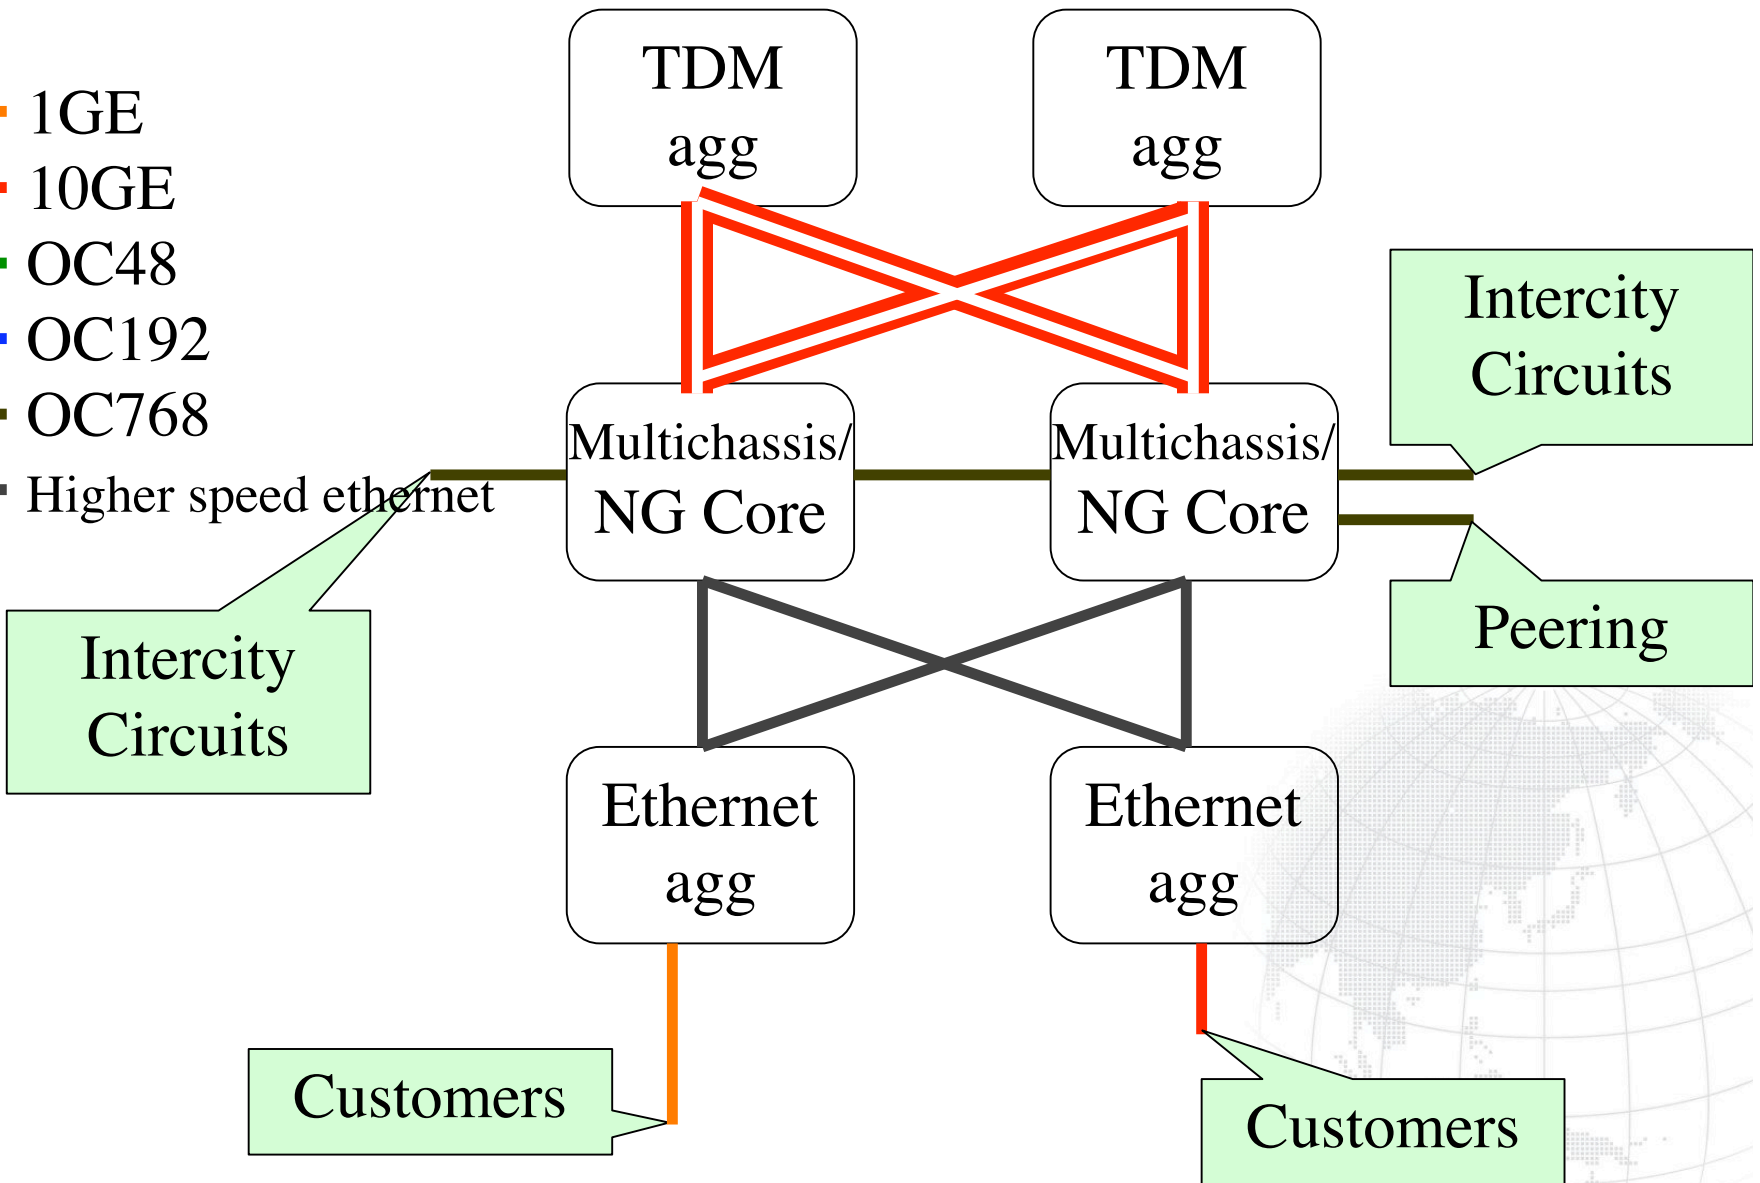 TDM
agg
TDM
agg
1GE
10GE
OC48
OC192
OC768
Higher speed ethernet
Intercity
Circuits
Multichassis/
NG Core
Multichassis/
NG Core
Intercity
Circuits
Peering
Ethernet
agg
Ethernet
agg
Customers
Customers